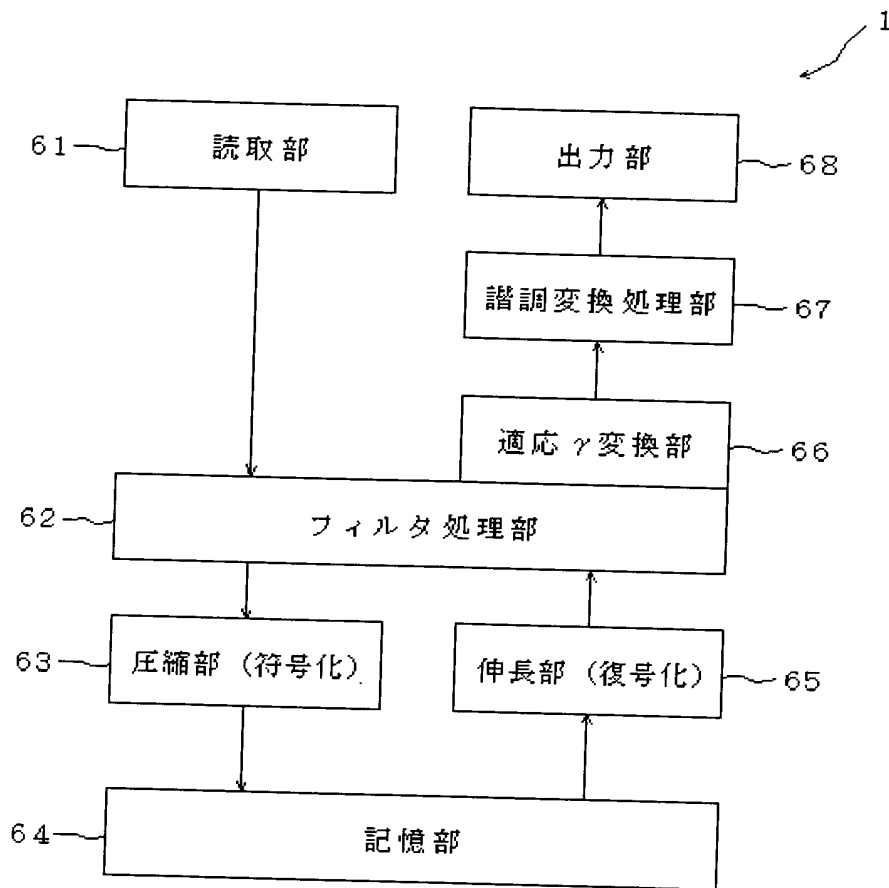 1
61
読取部
出力部
68
諧調変換処理部
67
適応γ変換部
66
62
フィルタ処理部
63
圧縮部(符号化)
伸長部(復号化)
65
64
記憶部